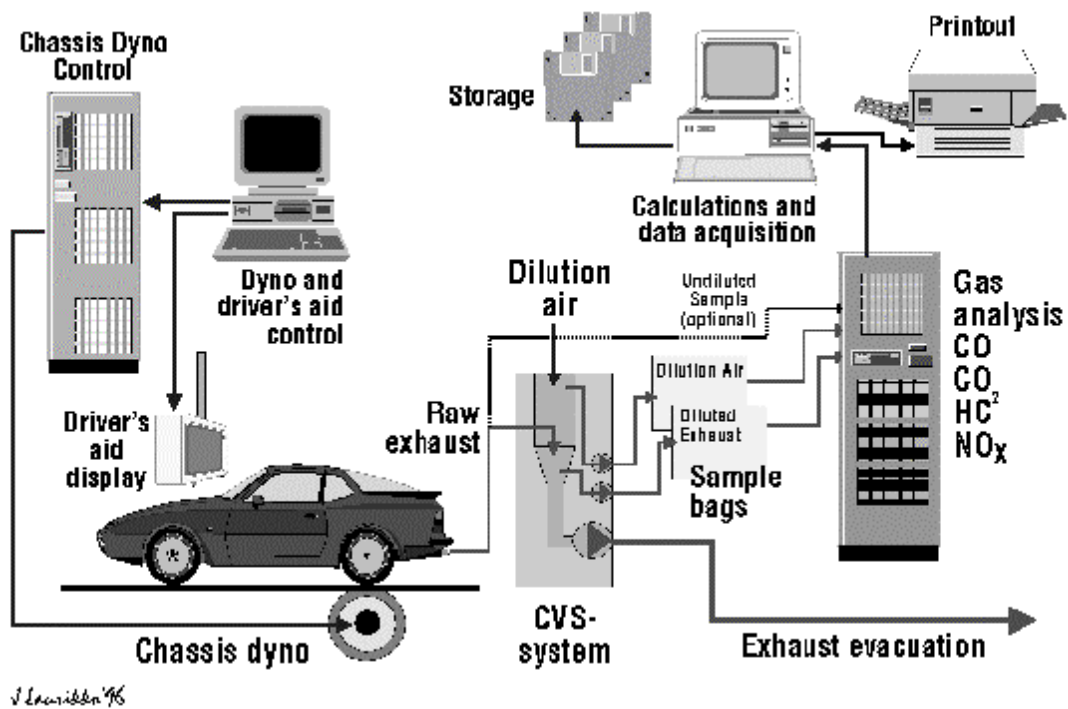 Chassis Dyno
Control
Storage
Printout
Calculations and
data acquisition
Dyno and
driver's aid
control
Dilution
air
Undiluted
Sample
(optional)
Gas
analysis
CO
CO2
HC
NOx
Dilution Air
Diluted
Exhaust
Sample
bags
Raw
exhaust
Driver's
aid
display
CVS-
system
Chassis dyno
Exhaust evacuation